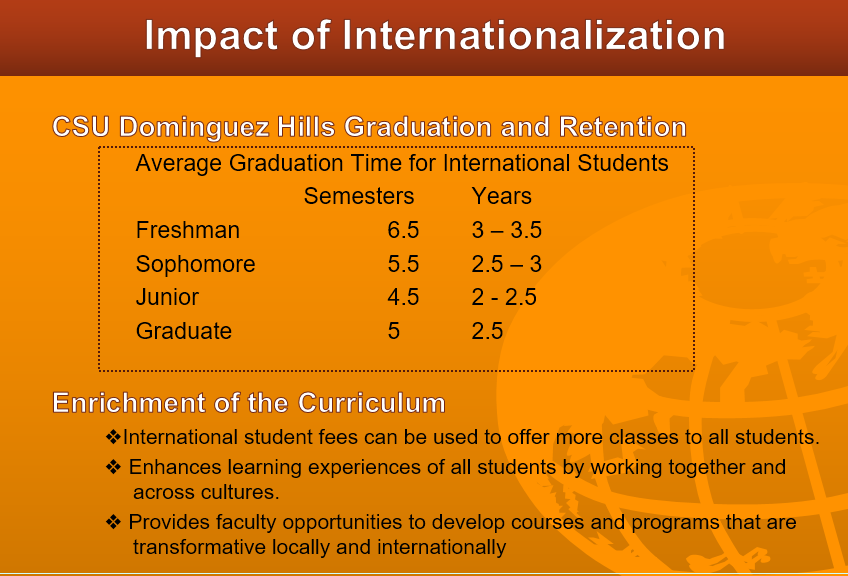 Impact of Internationalization
CSU Dominguez Hills Graduation and Retention
Average Graduation Time for International Students
Semesters Years
Freshman 6.5 3 – 3.5
Sophomore 5.5 2.5 – 3
Junior 4.5 2 - 2.5
Graduate 5 2.5
Enrichment of the Curriculum
❖International student fees can be used to offer more classes to all students.
❖ Enhances learning experiences of all students by working together and
across cultures.
❖ Provides faculty opportunities to develop courses and programs that are
transformative locally and internationally